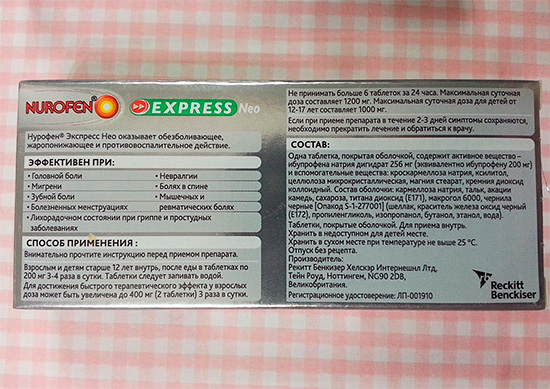 NUROFEN®
EXPRESS Neo
Нурофен® Экспресс Нео оказывает обезболивающее,
жаропонижающее и противовоспалительное действие.
ЭФФЕКТИВЕН ПРИ:
• Головной боли
• Мигрени
• Зубной боли
• Болезненных менструациях
• Невралгии
• Болях в спине
• Мышечных и
ревматических болях
• Лихорадочном состоянии при гриппе и простудных
заболеваниях
СПОСОБ ПРИМЕНЕНИЯ:
Внимательно прочтите инструкцию перед приемом препарата.
Взрослым и детям старше 12 лет внутрь, после еды в таблетках по
200 мг 3-4 раза в сутки. Таблетки следует запивать водой.
Для достижения быстрого терапевтического эффекта у взрослых
доза может быть увеличена до 400 мг (2 таблетки) 3 раза в сутки.
Не принимать больше 6 таблеток за 24 часа. Максимальная суточная
доза составляет 1200 мг. Максимальная суточная доза для детей от
12-17 лет составляет 1000 мг.
Если при приеме препарата в течение 2-3 дней симптомы сохраняются,
необходимо прекратить лечение и обратиться к врачу.
СОСТАВ:
Одна таблетка, покрытая оболочкой, содержит активное вещество –
ибупрофена натрия дигидрат 256 мг (эквивалентно ибупрофену 200 мг)
и вспомогательные вещества: кроскармеллоза натрия, ксилитол,
целлюлоза микрокристаллическая, магния стеарат, кремния диоксид
коллоидный. Состав оболочки: кармеллоза натрия, тальк, акации
камедь, сахароза, титана диоксид (E171), макрогол 6000, чернила
черные [Опакод S-1-277001] (шеллак, краситель железа оксид черный
(E172), пропиленгликоль, изопропанол, бутанол, этанол, вода).
Таблетки, покрытые оболочкой. Для приема внутрь.
Хранить в недоступном для детей месте.
Хранить в сухом месте при температуре не выше 25 °C.
Отпуск без рецепта.
Производитель:
Рекитт Бенкизер Хелскэр Интернешнл Лтд,
Тейн Роуд, Ноттингем, NG90 2DB,
Великобритания.
Регистрационное удостоверение: ЛП-001910
Reckitt
Benckiser